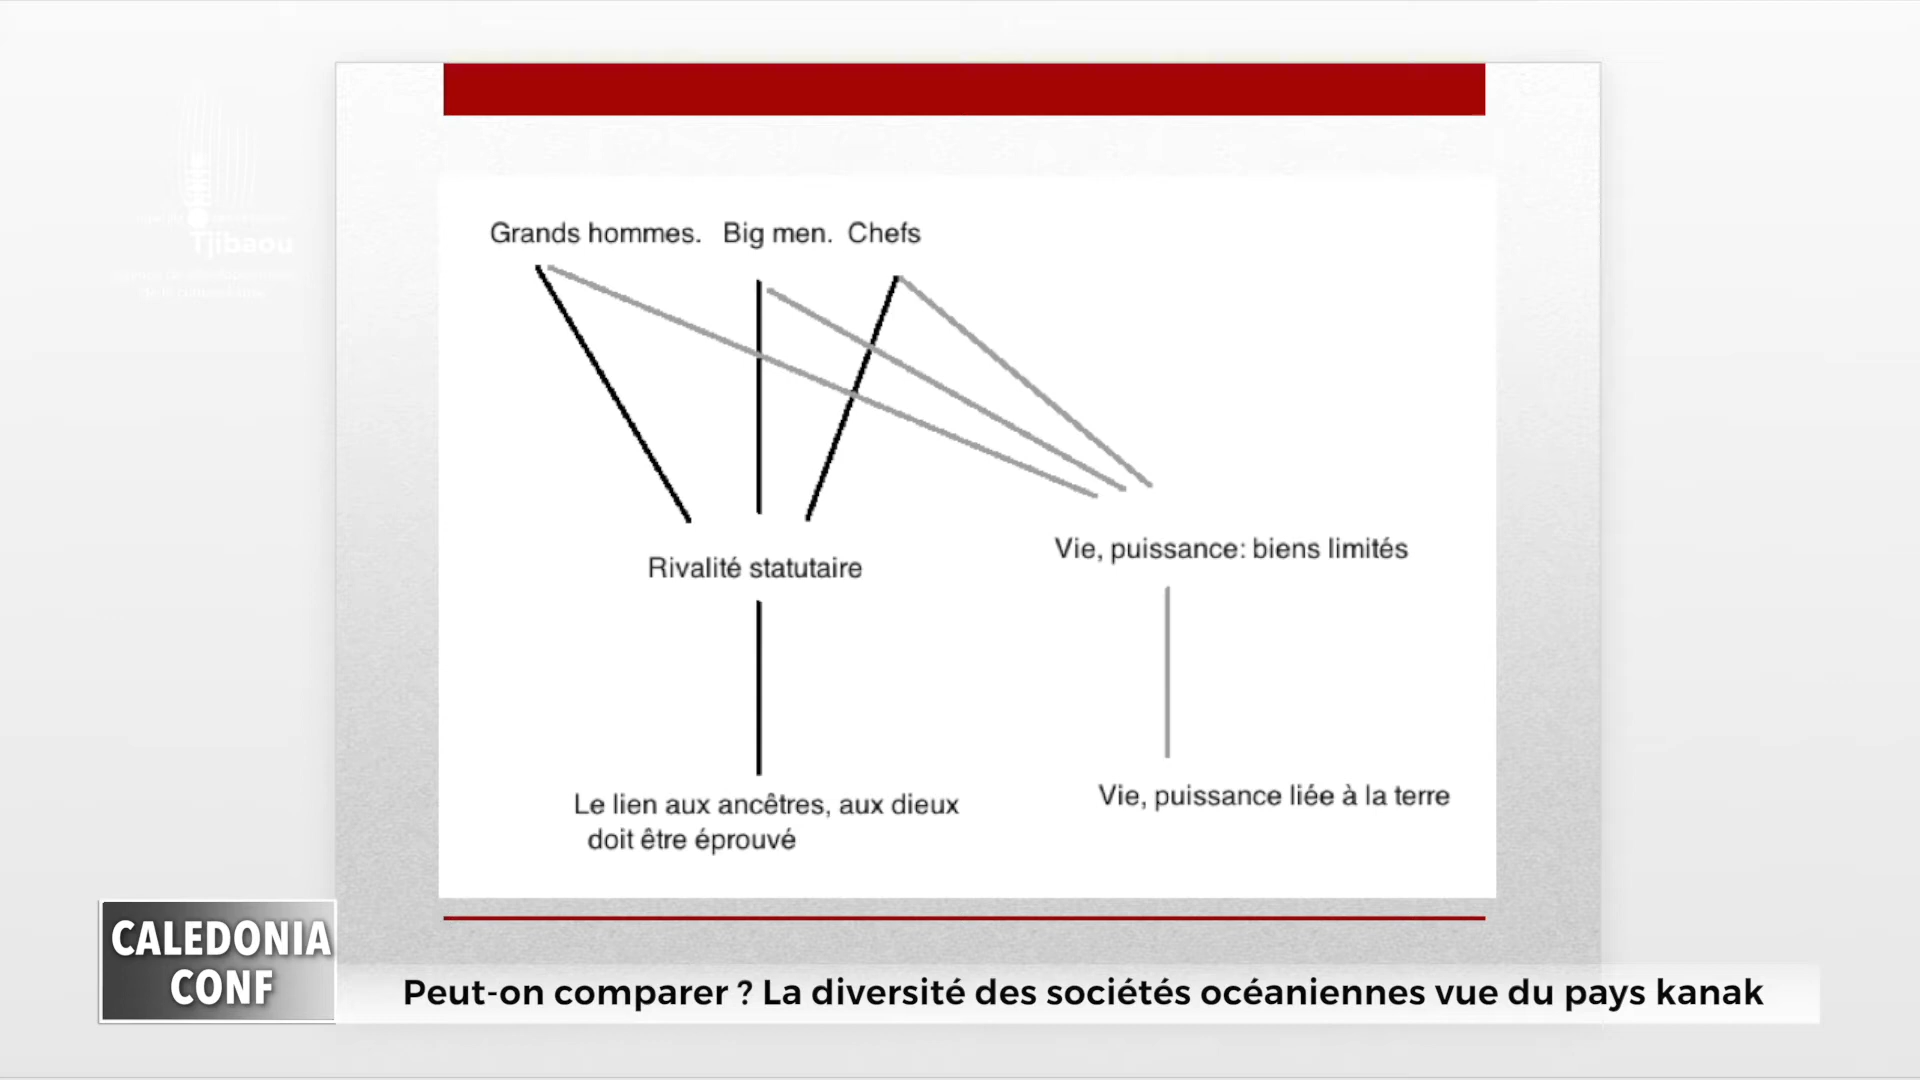 Tjibaou
Grands hommes. Big men. Chefs
Rivalité statutaire
Vie, puissance: biens limités
Le lien aux ancêtres, aux dieux
doit être éprouvé
Vie, puissance liée à la terre
CALEDONIA
CONF
Peut-on comparer ? La diversité des sociétés océaniennes vue du pays kanak